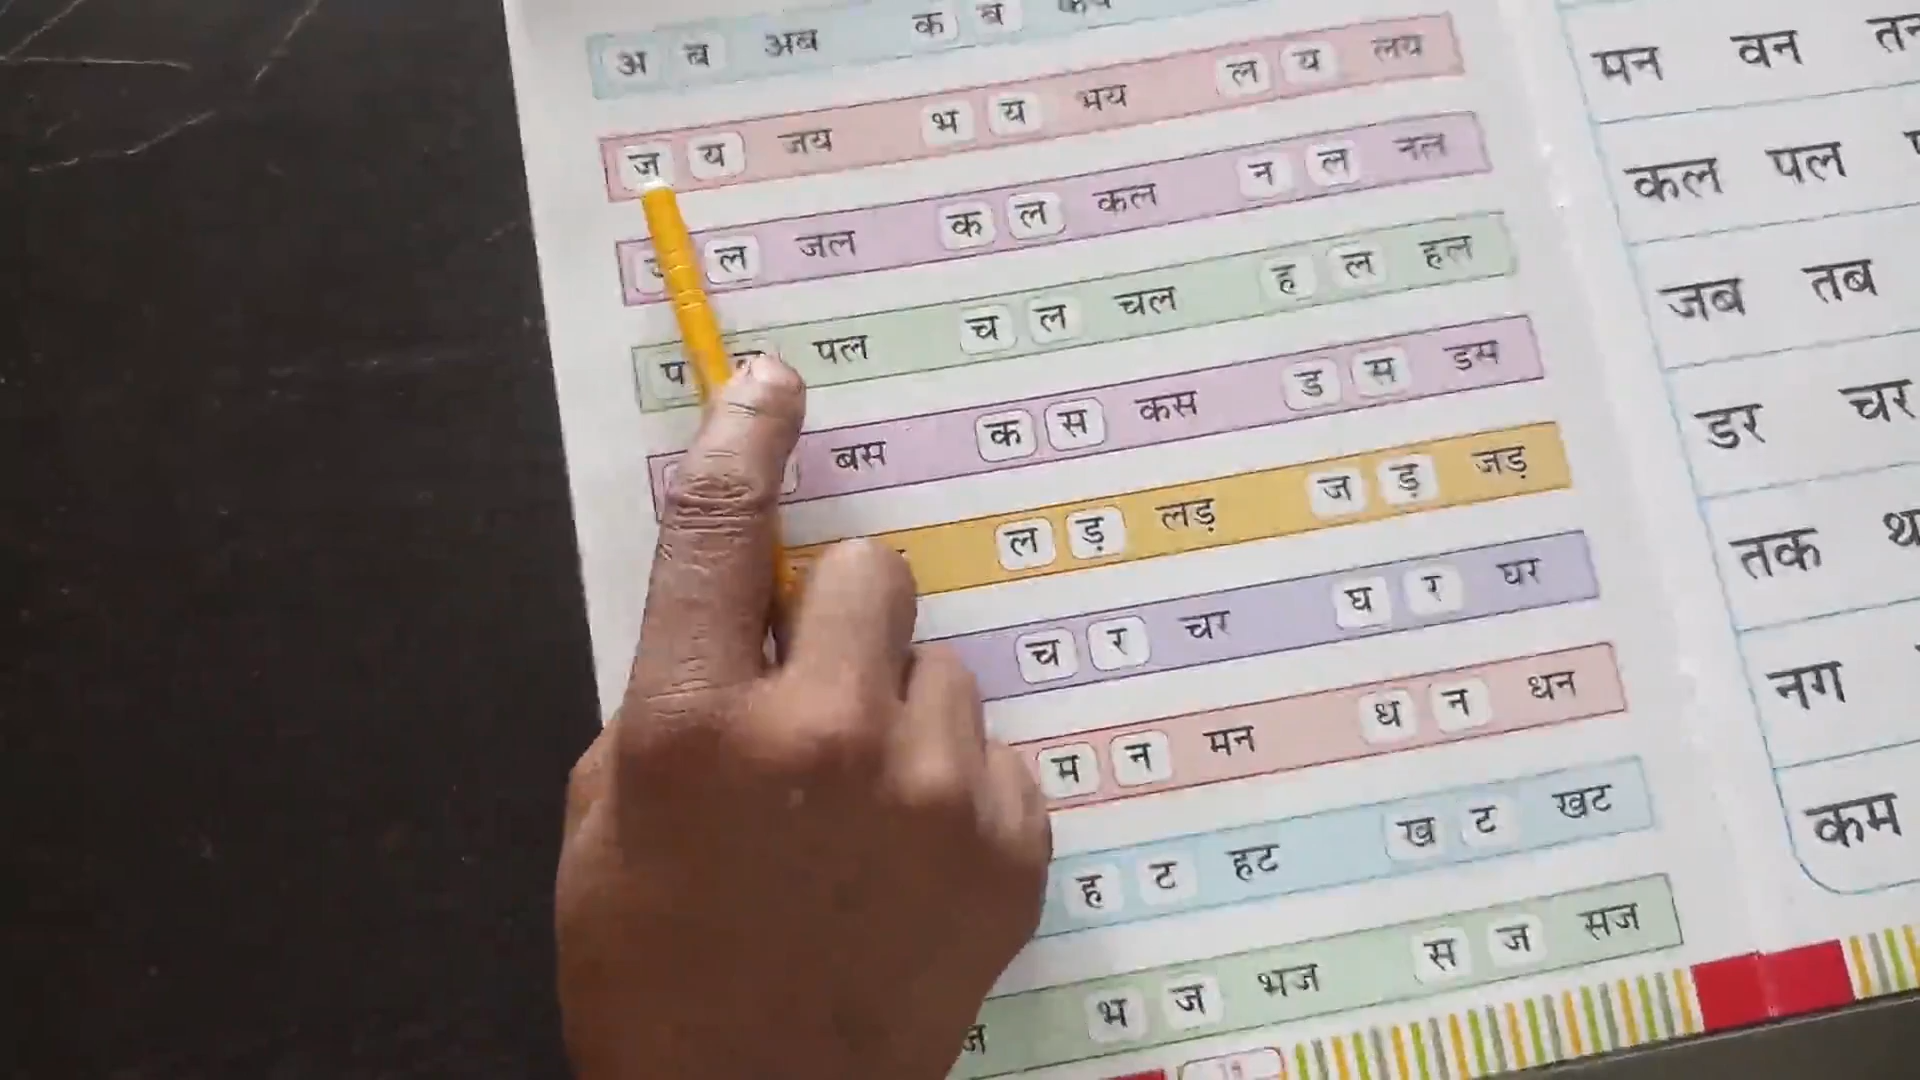 अ ब अब क ब
ज य जय भ य भय ल य लय
ल जल क ल कल न ल नल
प पल च ल चल ह ल हल
बस क स कस ड स डस
ल ड़ लड़ ज ड़ जड़
च र चर घ र घर
म न मन ध न धन
ह ट हट ख ट खट
भ ज भज स ज सज
पन वन
कल पल
जब तब
डर चर
तक
नग
कम